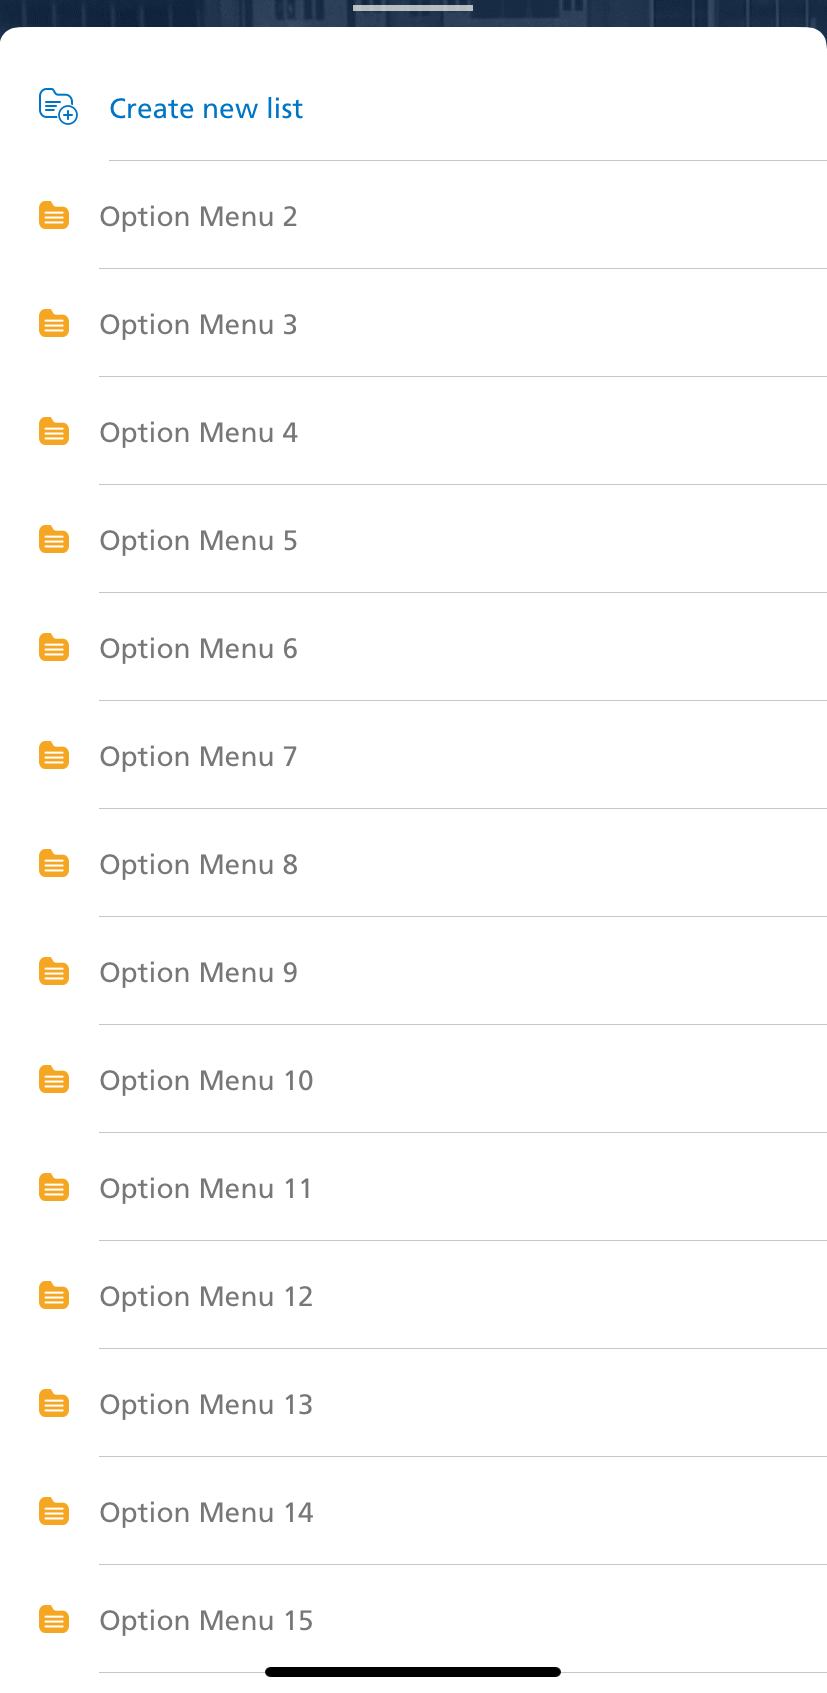 Create new list
Option Menu 2
Option Menu 3
Option Menu 4
Option Menu 5
Option Menu 6
Option Menu 7
Option Menu 8
Option Menu 9
Option Menu 10
Option Menu 11
Option Menu 12
Option Menu 13
Option Menu 14
Option Menu 15